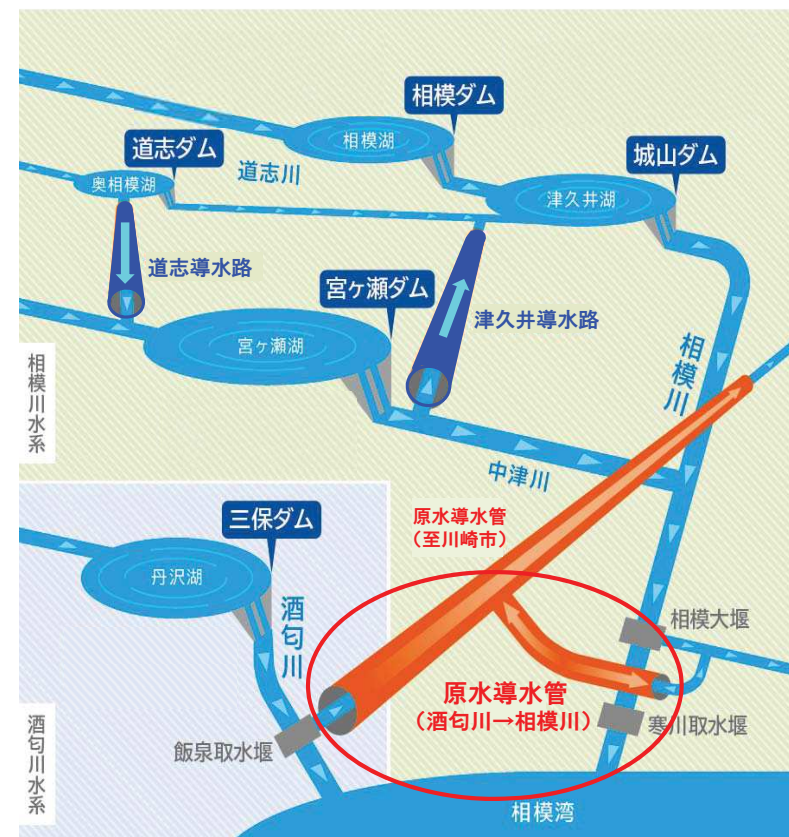 相模ダム
相模湖
道志ダム
城山ダム
道志川
奥相模湖
津久井湖
道志導水路
宮ヶ瀬ダム
津久井導水路
宮ヶ瀬湖
相模川
相模川水系
中津川
三保ダム
原水導水管
（至川崎市）
丹沢湖
酒匂川
相模大堰
原水導水管
（酒匂川→相模川）
寒川取水堰
飯泉取水堰
酒匂川水系
相模湾